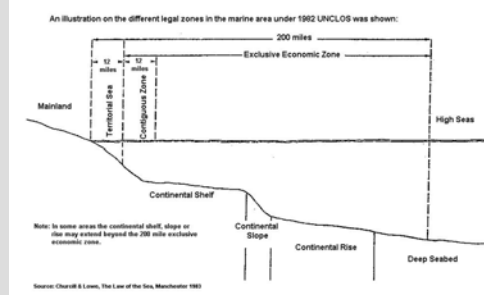 An illustration on the different legal zones in the marine area under 1982 UNCLOS was shown:
200 miles
Exclusive Economic Zone
12 miles
12 miles
Mainland
Territorial Sea
Contiguous Zone
High Seas
Continental Shelf
Note: In some areas the continental shelf, slope or
rise may extend beyond the 200 mile exclusive
economic zone.
Continental
Slope
Continental Rise
Deep Seabed
Source: Churchill & Lowe, The Law of the Sea, Manchester 1983